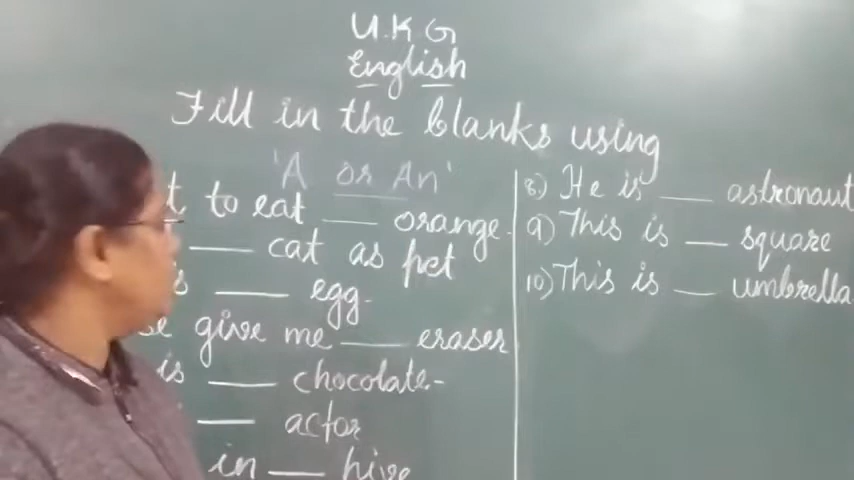 U.K.G
English
Fill in the blanks using
'A or An'
t to eat ___ orange.
___ cat as pet
s ___ egg.
se give me ___ eraser
is ___ chocolate.
___ actor
in ___ hive
8) He is ___ astronaut
9) This is ___ square
10) This is ___ umbrella.